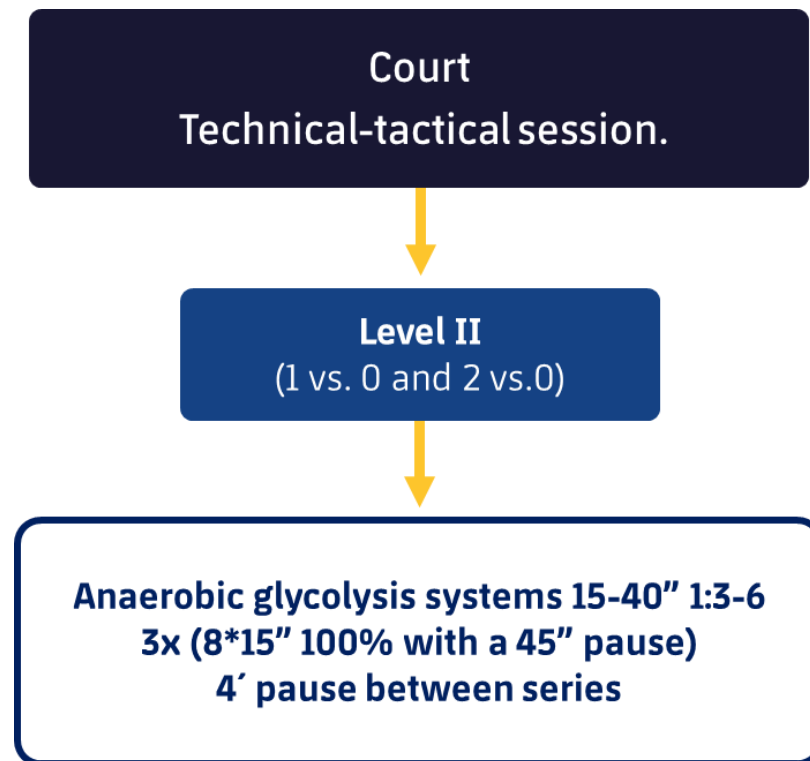 Court
Technical-tactical session.
Level II
(1 vs. 0 and 2 vs.0)
Anaerobic glycolysis systems 15-40” 1:3-6
3x (8*15” 100% with a 45” pause)
4´ pause between series